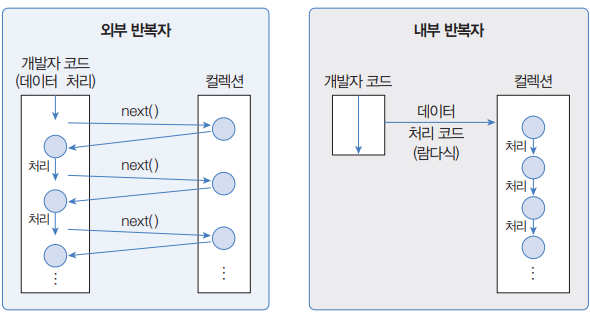 외부 반복자
개발자 코드
(데이터 처리)
컬렉션
next()
처리
next()
처리
next()
⋮
⋮
내부 반복자
개발자 코드
컬렉션
데이터
처리 코드
(람다식)
처리
처리
처리
⋮